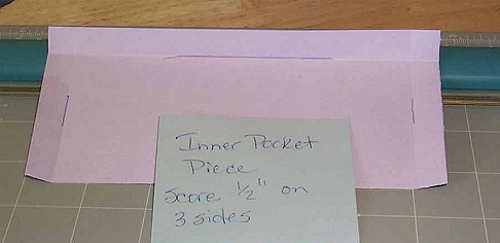 Inner Pocket
Piece
Score 1/2" on
3 sides